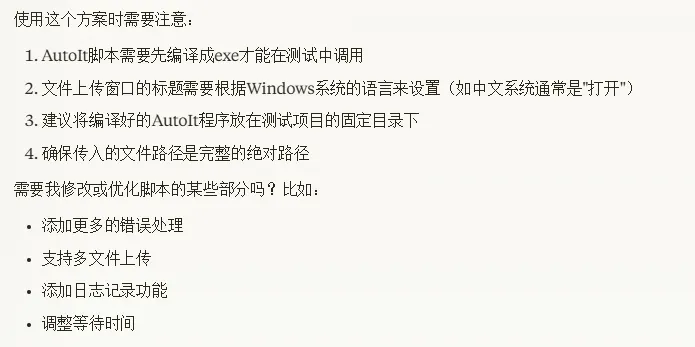 使用这个方案时需要注意：
1. AutoIt脚本需要先编译成exe才能在测试中调用
2. 文件上传窗口的标题需要根据Windows系统的语言来设置（如中文系统通常是"打开"）
3. 建议将编译好的AutoIt程序放在测试项目的固定目录下
4. 确保传入的文件路径是完整的绝对路径
需要我修改或优化脚本的某些部分吗？比如：
• 添加更多的错误处理
• 支持多文件上传
• 添加日志记录功能
• 调整等待时间